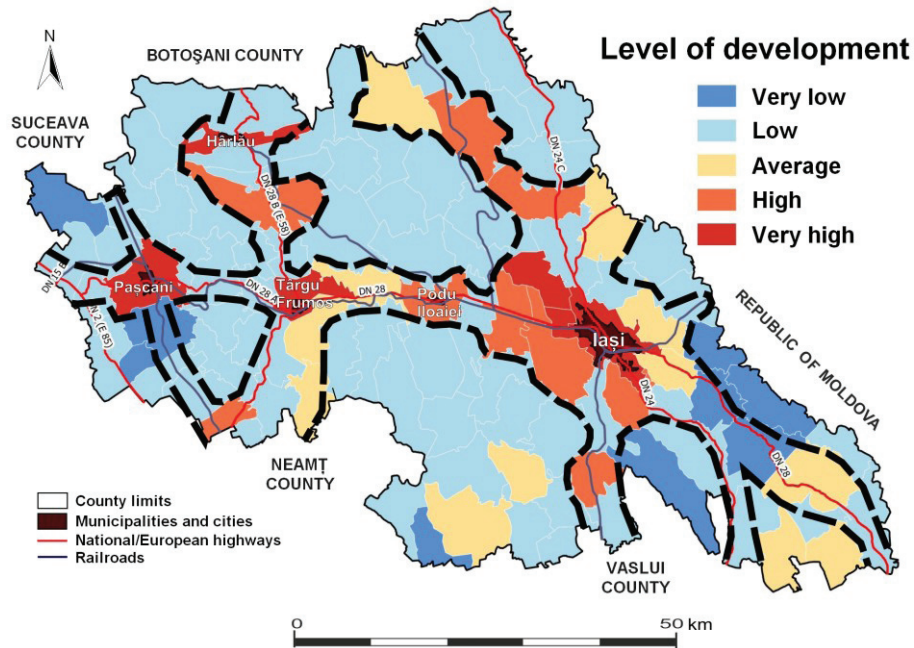 N
BOTOŞANI COUNTY
SUCEAVA
COUNTY
Level of development
Very low
Low
Average
High
Very high
Hârlău
DN 24 C
DN 28 B (E 58)
DN 15 B
Paşcani
DN 28 A
Târgu
Frumos
DN 28
Podu
Iloaiei
DN 2 (E 85)
Iaşi
REPUBLIC OF MOLDOVA
DN 24
DN 28
NEAMŢ
COUNTY
VASLUI
COUNTY
County limits
Municipalities and cities
National/European highways
Railroads
0
50 km